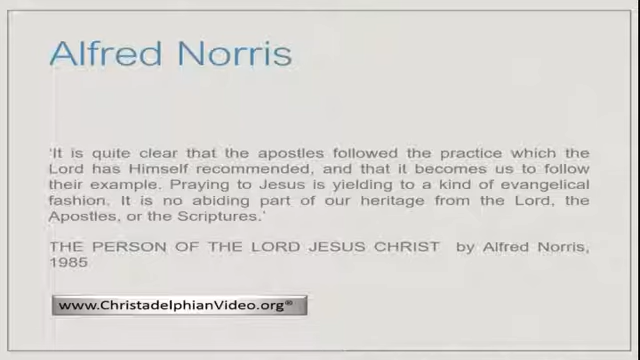 Alfred Norris
'It is quite clear that the apostles followed the practice which the
Lord has Himself recommended, and that it becomes us to follow
their example. Praying to Jesus is yielding to a kind of evangelical
fashion. It is no abiding part of our heritage from the Lord, the
Apostles, or the Scriptures.'
THE PERSON OF THE LORD JESUS CHRIST by Alfred Norris,
1985
www.ChristadelphianVideo.org®